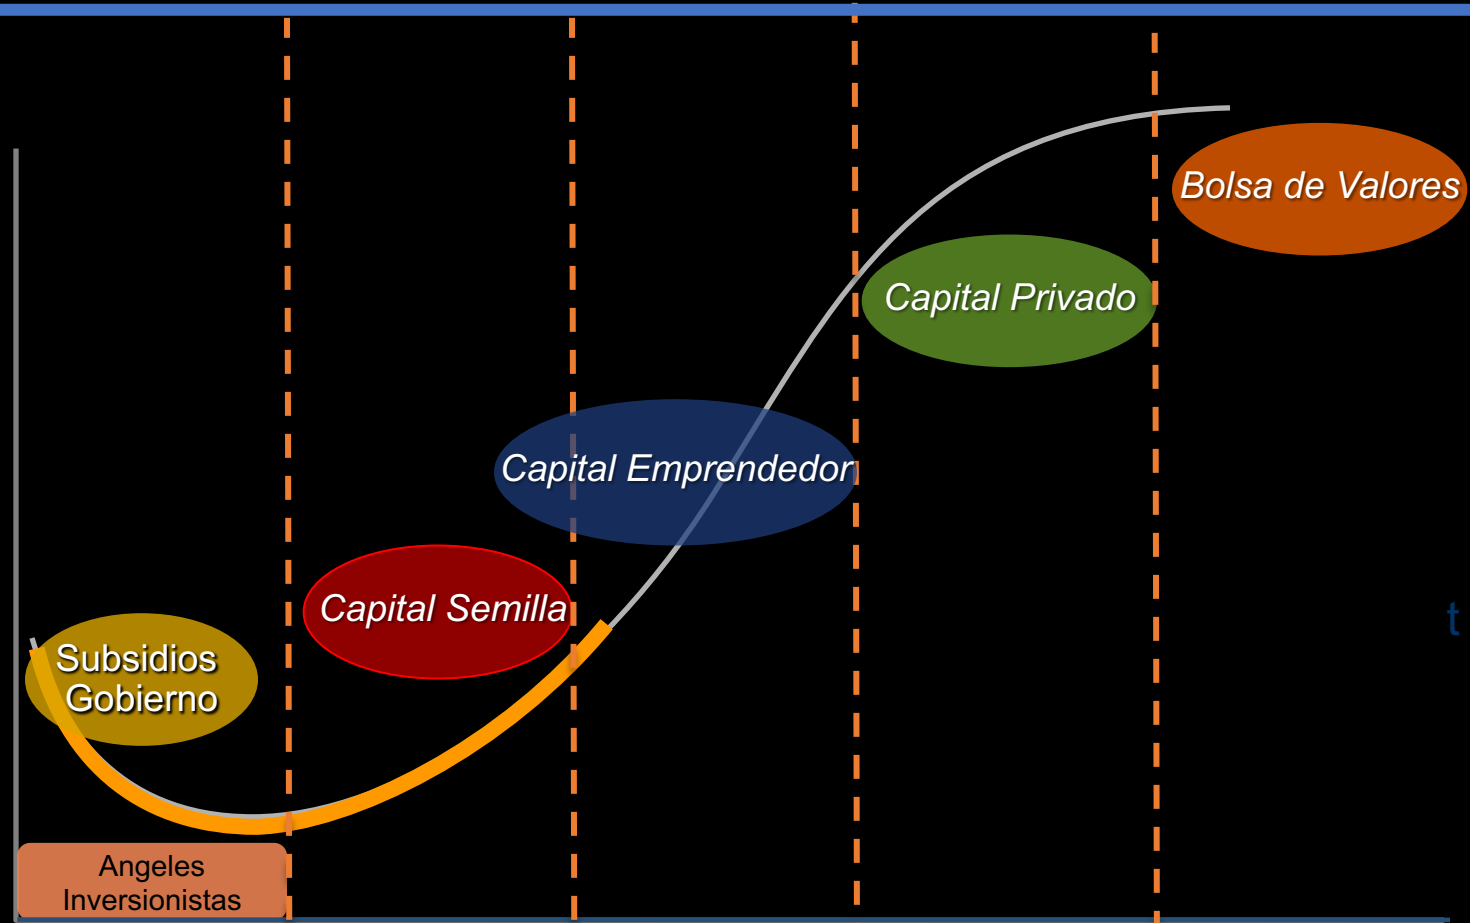 Bolsa de Valores
Capital Privado
Capital Emprendedor
Capital Semilla
t
Subsidios
Gobierno
Angeles
Inversionistas